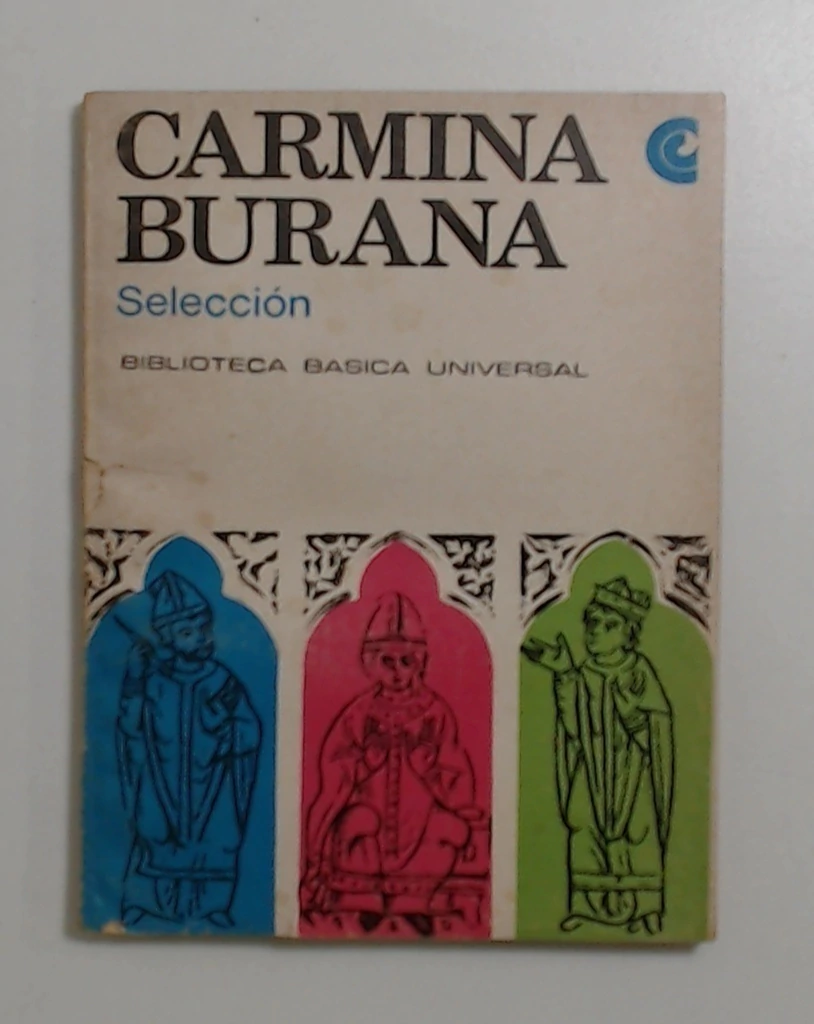 CARMINA
BURANA
Selección
BIBLIOTECA BASICA UNIVERSAL